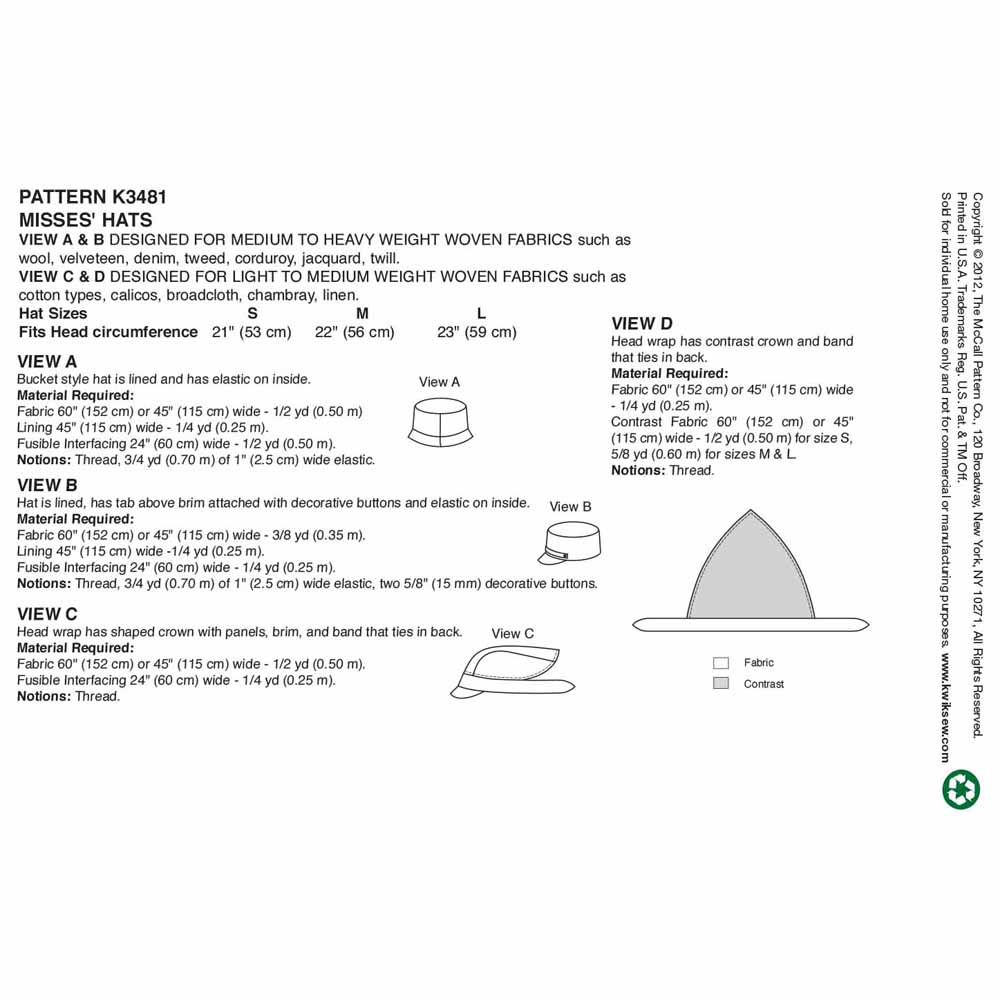 PATTERN K3481
MISSES' HATS
VIEW A & B DESIGNED FOR MEDIUM TO HEAVY WEIGHT WOVEN FABRICS such as
wool, velveteen, denim, tweed, corduroy, jacquard, twill.
VIEW C & D DESIGNED FOR LIGHT TO MEDIUM WEIGHT WOVEN FABRICS such as
cotton types, calicos, broadcloth, chambray, linen.
Hat Sizes S M L
Fits Head circumference 21" (53 cm) 22" (56 cm) 23" (59 cm)
VIEW A
Bucket style hat is lined and has elastic on inside.
Material Required:
Fabric 60" (152 cm) or 45" (115 cm) wide - 1/2 yd (0.50 m)
Lining 45" (115 cm) wide - 1/4 yd (0.25 m).
Fusible Interfacing 24" (60 cm) wide - 1/2 yd (0.50 m).
Notions: Thread, 3/4 yd (0.70 m) of 1" (2.5 cm) wide elastic.
View A
VIEW B
Hat is lined, has tab above brim attached with decorative buttons and elastic on inside.
Material Required:
Fabric 60" (152 cm) or 45" (115 cm) wide - 3/8 yd (0.35 m).
Lining 45" (115 cm) wide -1/4 yd (0.25 m).
Fusible Interfacing 24" (60 cm) wide - 1/4 yd (0.25 m).
Notions: Thread, 3/4 yd (0.70 m) of 1" (2.5 cm) wide elastic, two 5/8" (15 mm) decorative buttons.
View B
VIEW C
Head wrap has shaped crown with panels, brim, and band that ties in back.
Material Required:
Fabric 60" (152 cm) or 45" (115 cm) wide - 1/2 yd (0.50 m).
Fusible Interfacing 24" (60 cm) wide - 1/4 yd (0.25 m).
Notions: Thread.
View C
VIEW D
Head wrap has contrast crown and band
that ties in back.
Material Required:
Fabric 60" (152 cm) or 45" (115 cm) wide
- 1/4 yd (0.25 m).
Contrast Fabric 60" (152 cm) or 45"
(115 cm) wide - 1/2 yd (0.50 m) for size S,
5/8 yd (0.60 m) for sizes M & L.
Notions: Thread.
Fabric
Contrast
Copyright © 2012, The McCall Pattern Co., 120 Broadway, New York, NY 10271, All Rights Reserved.
Printed in U.S.A. Trademarks Reg. U.S. Pat. & TM Off.
Sold for individual home use only and not for commercial or manufacturing purposes. www.kwiksew.com